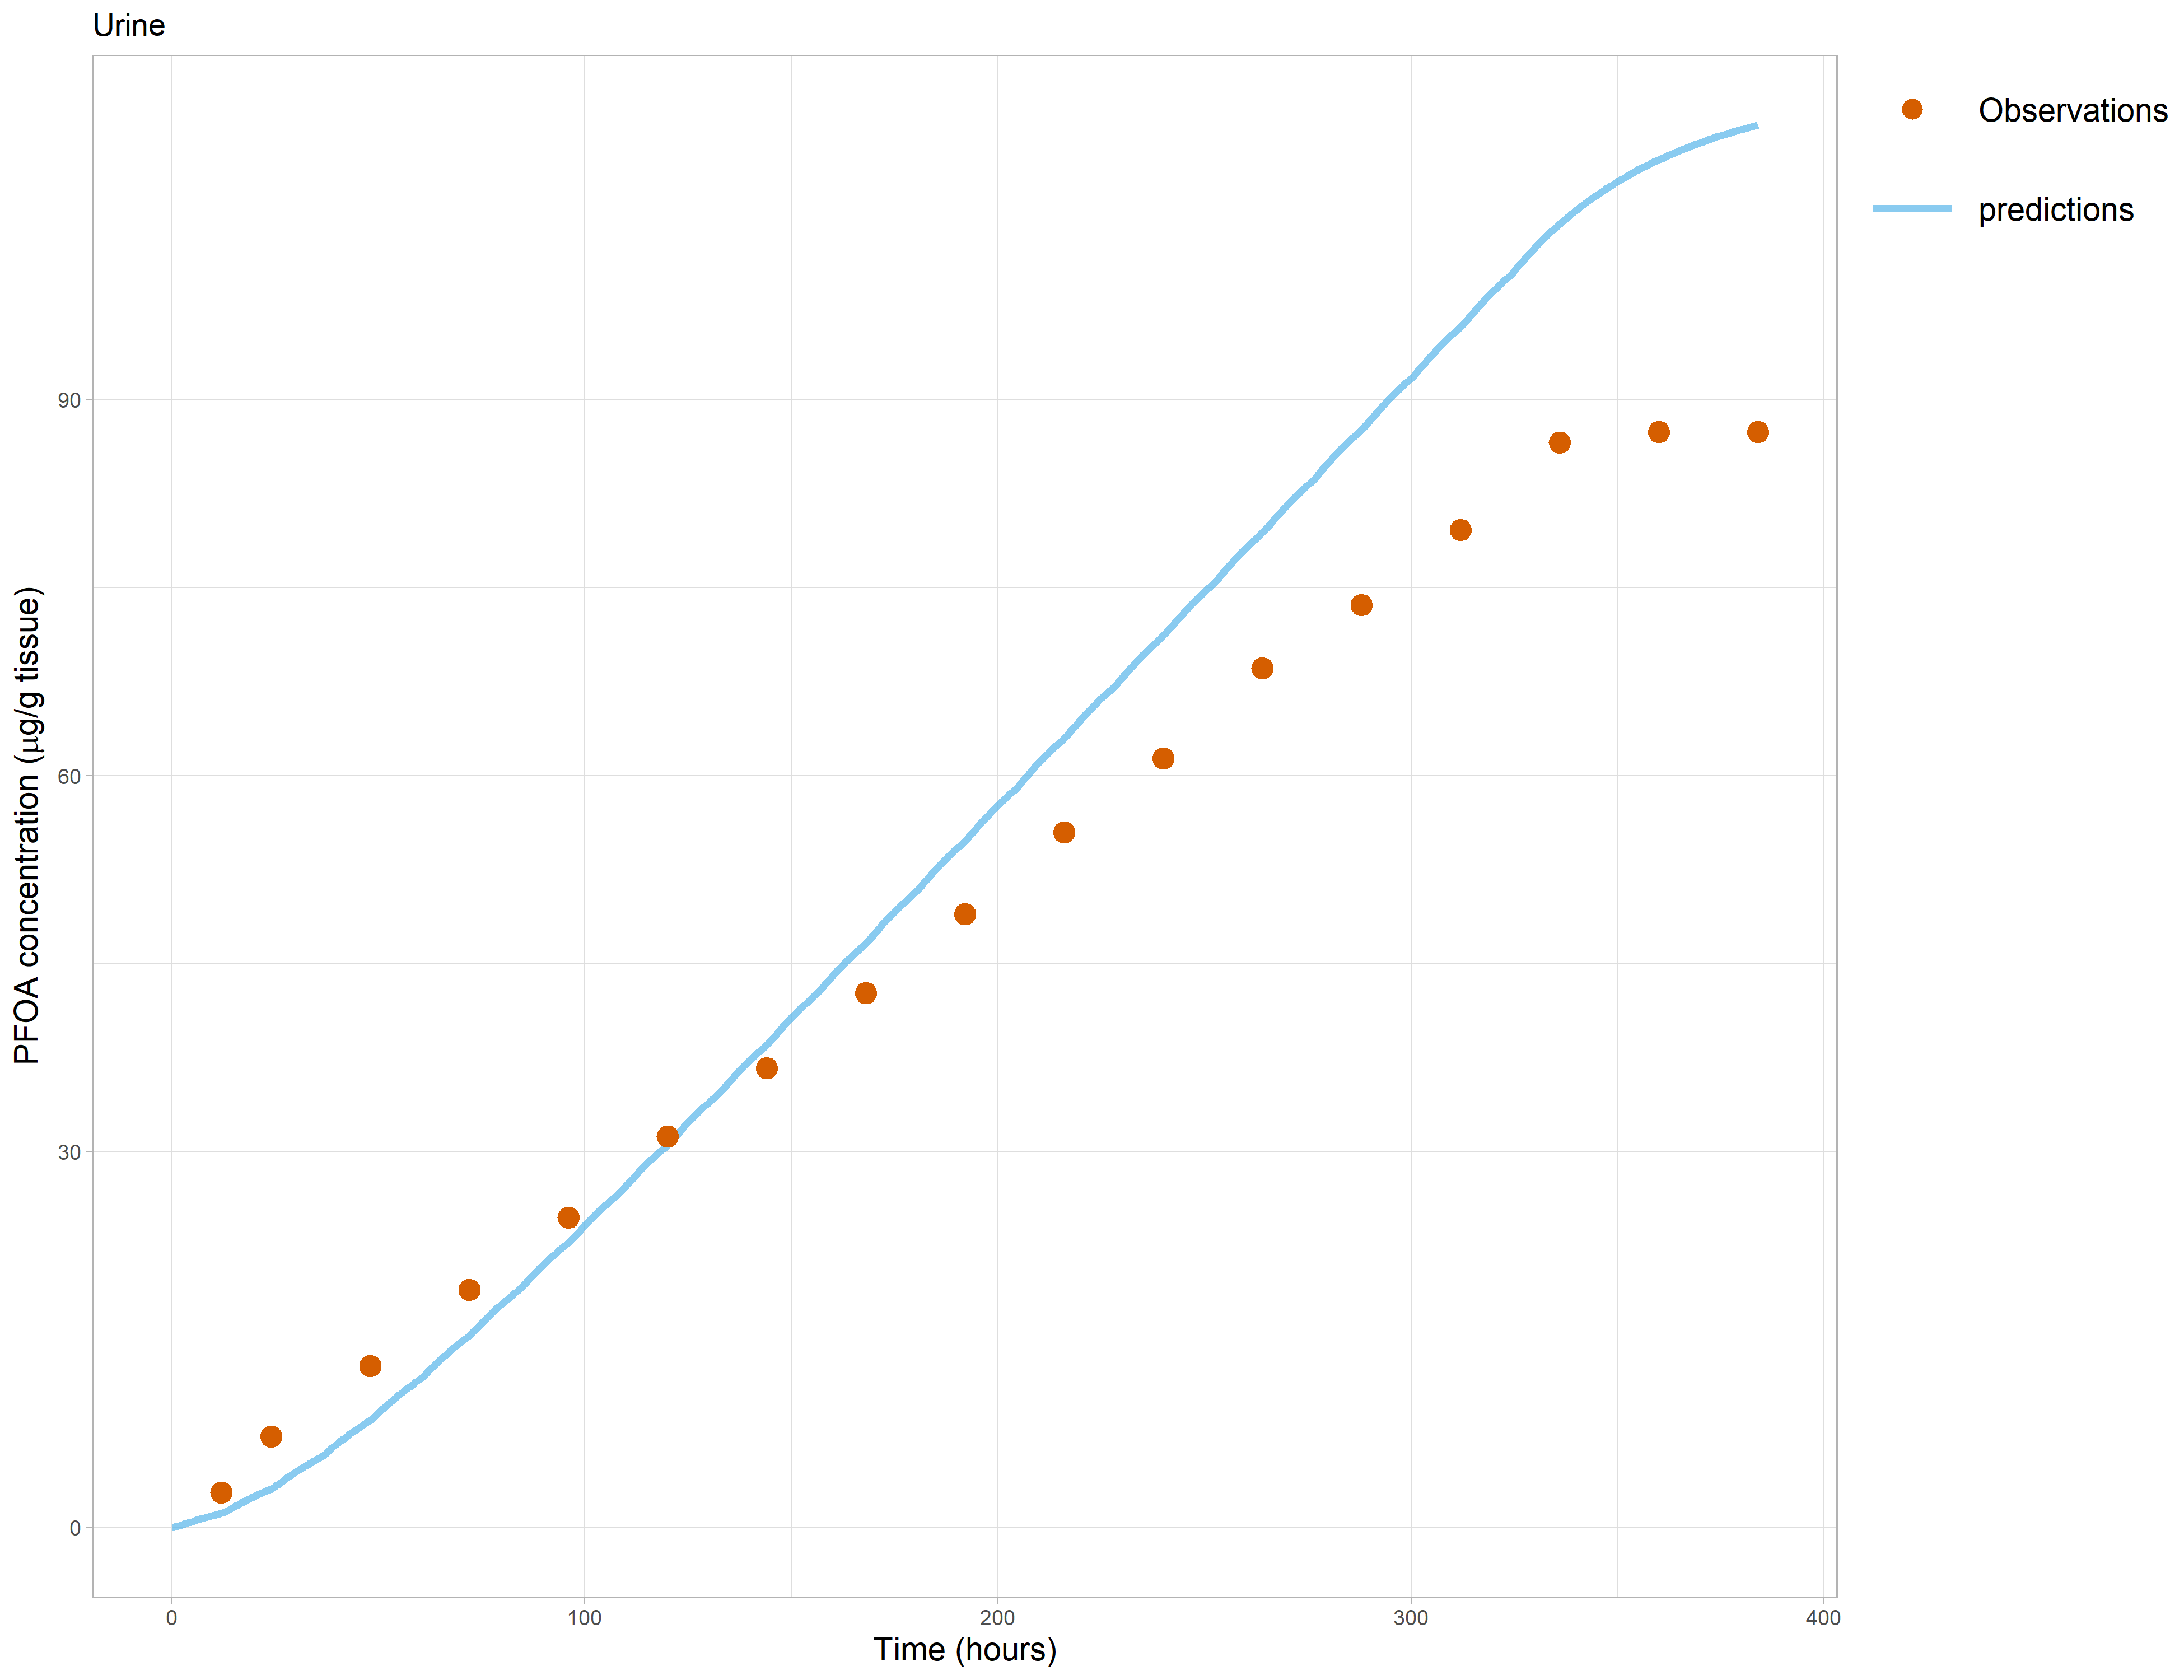 Urine
Observations
predictions
PFOA concentration (μg/g tissue)
90
60
30
0
0
100
200
300
400
Time (hours)